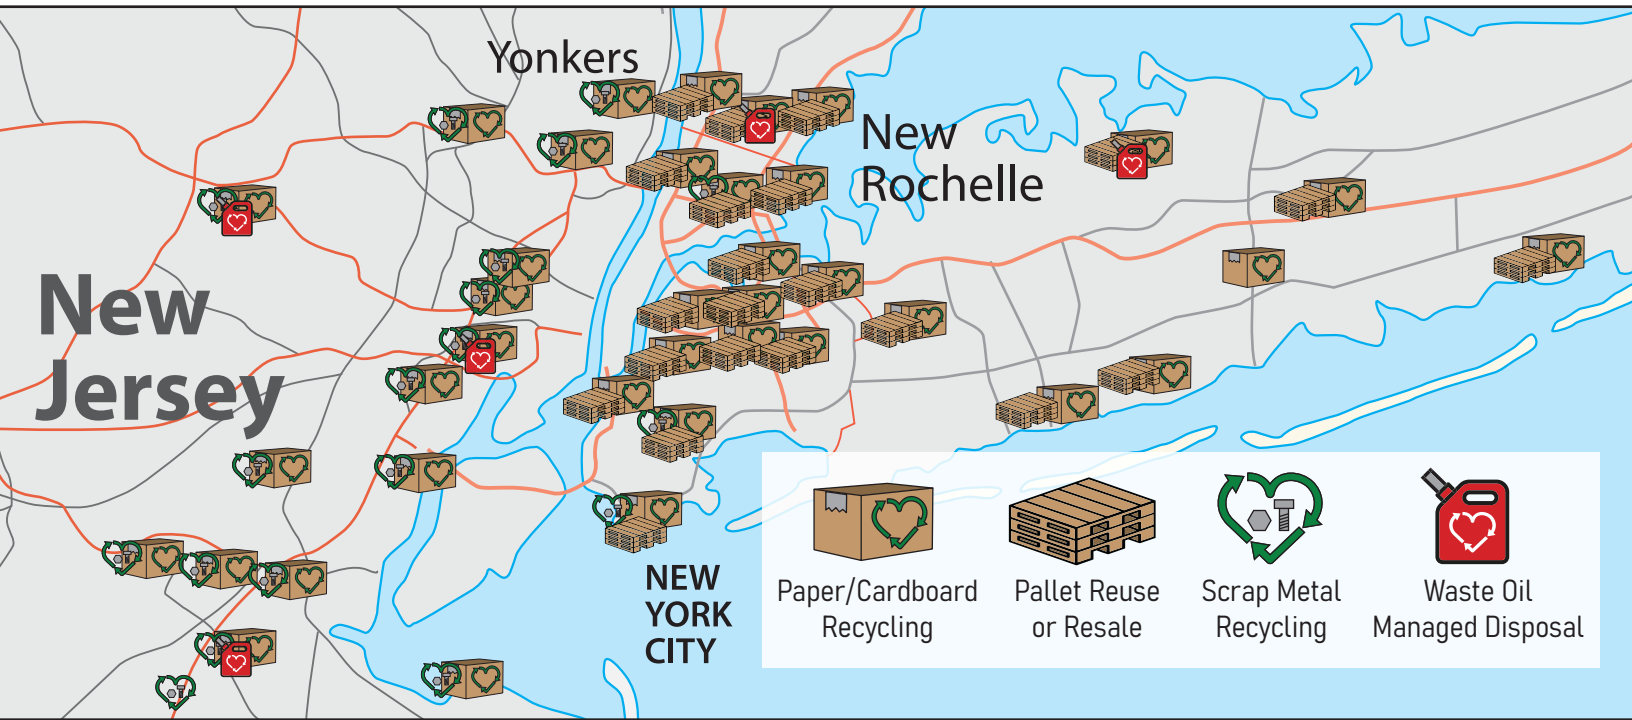 Yonkers
New
Rochelle
New
Jersey
NEW
YORK
CITY
Paper/Cardboard
Recycling
Pallet Reuse
or Resale
Scrap Metal
Recycling
Waste Oil
Managed Disposal